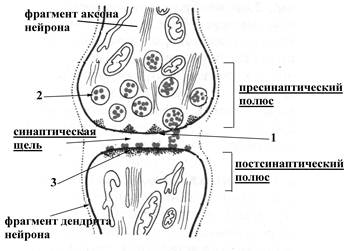 фрагмент аксона
нейрона
2
пресинаптический
полюс
синаптическая
щель
1
постсинаптический
полюс
3
фрагмент дендрита
нейрона